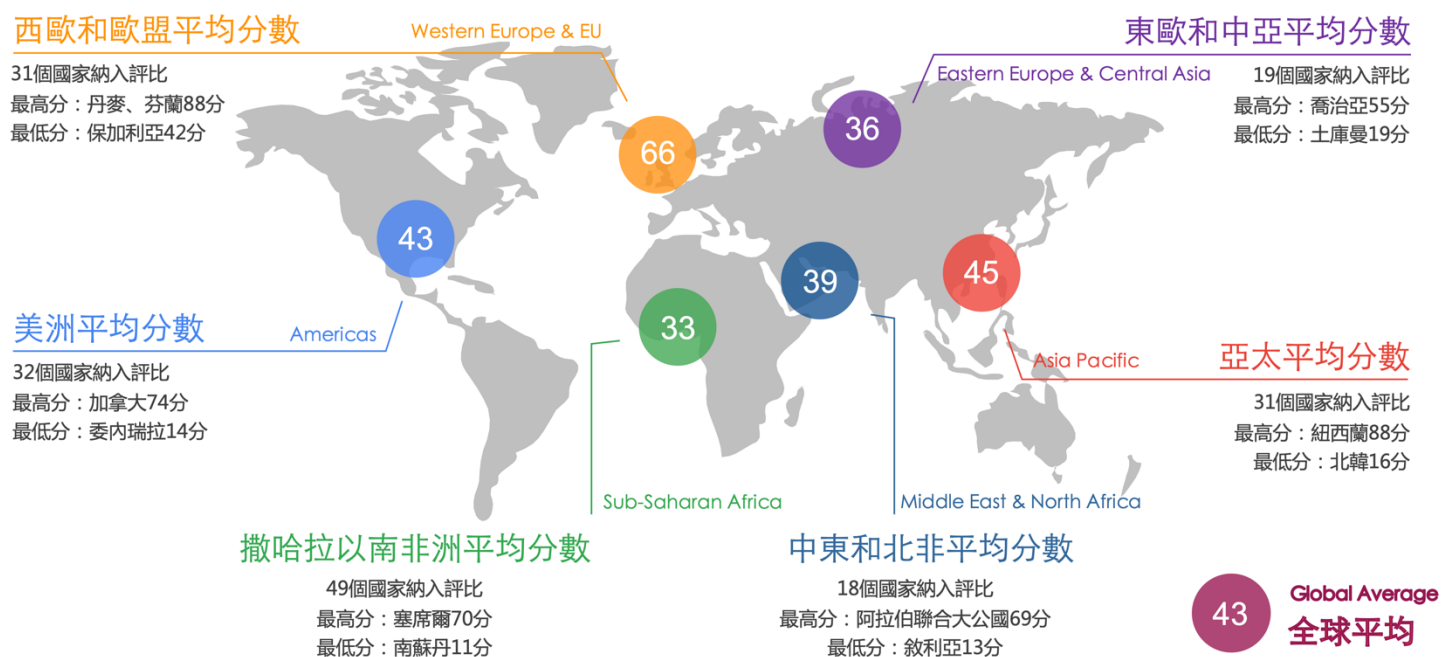 西歐和歐盟平均分數
Western Europe & EU
31個國家納入評比
最高分：丹麥、芬蘭88分
最低分：保加利亞42分
66
東歐和中亞平均分數
Eastern Europe & Central Asia
19個國家納入評比
最高分：喬治亞55分
最低分：土庫曼19分
36
43
美洲平均分數
Americas
32個國家納入評比
最高分：加拿大74分
最低分：委內瑞拉14分
33
Sub-Saharan Africa
撒哈拉以南非洲平均分數
49個國家納入評比
最高分：塞席爾70分
最低分：南蘇丹11分
39
Middle East & North Africa
中東和北非平均分數
18個國家納入評比
最高分：阿拉伯聯合大公國69分
最低分：敘利亞13分
45
Asia Pacific
亞太平均分數
31個國家納入評比
最高分：紐西蘭88分
最低分：北韓16分
43
Global Average
全球平均